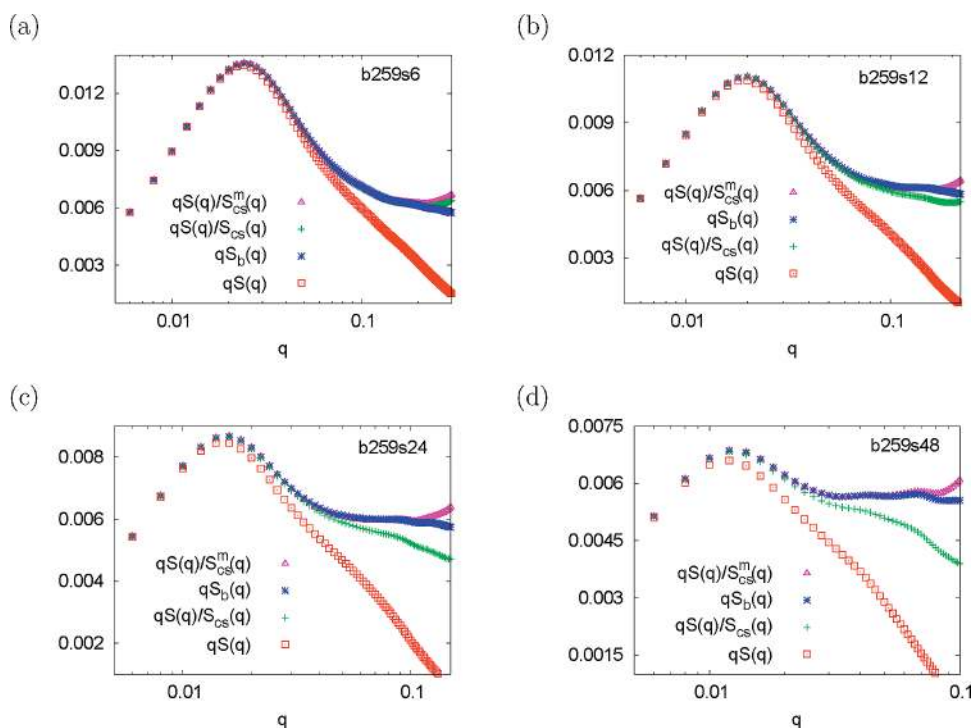 (a)
b259s6
0.012
0.009
0.006
0.003
qS(q)/S^m_cs(q)
qS(q)/S_cs(q)
qS_b(q)
qS(q)
0.01
0.1
q
(b)
b259s12
0.012
0.009
0.006
0.003
qS(q)/S^m_cs(q)
qS_b(q)
qS(q)/S_cs(q)
qS(q)
0.01
0.1
q
(c)
b259s24
0.008
0.006
0.004
0.002
qS(q)/S^m_cs(q)
qS_b(q)
qS(q)/S_cs(q)
qS(q)
0.01
0.1
q
(d)
b259s48
0.0075
0.006
0.0045
0.003
0.0015
qS(q)/S^m_cs(q)
qS_b(q)
qS(q)/S_cs(q)
qS(q)
0.01
0.1
q